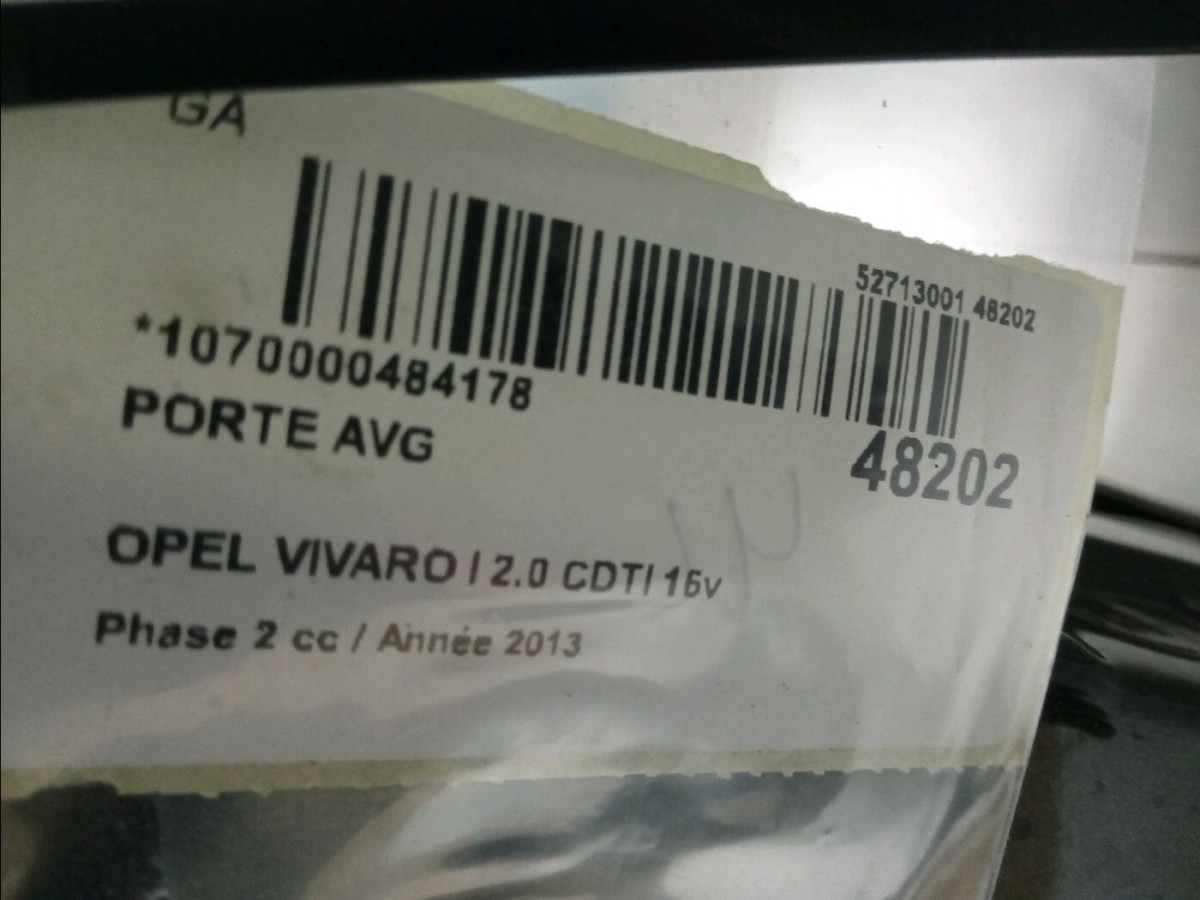 GA
52713001 48202
*1070000484178
48202
PORTE AVG
OPEL VIVARO I 2.0 CDTI 16v
Phase 2 cc / Année 2013